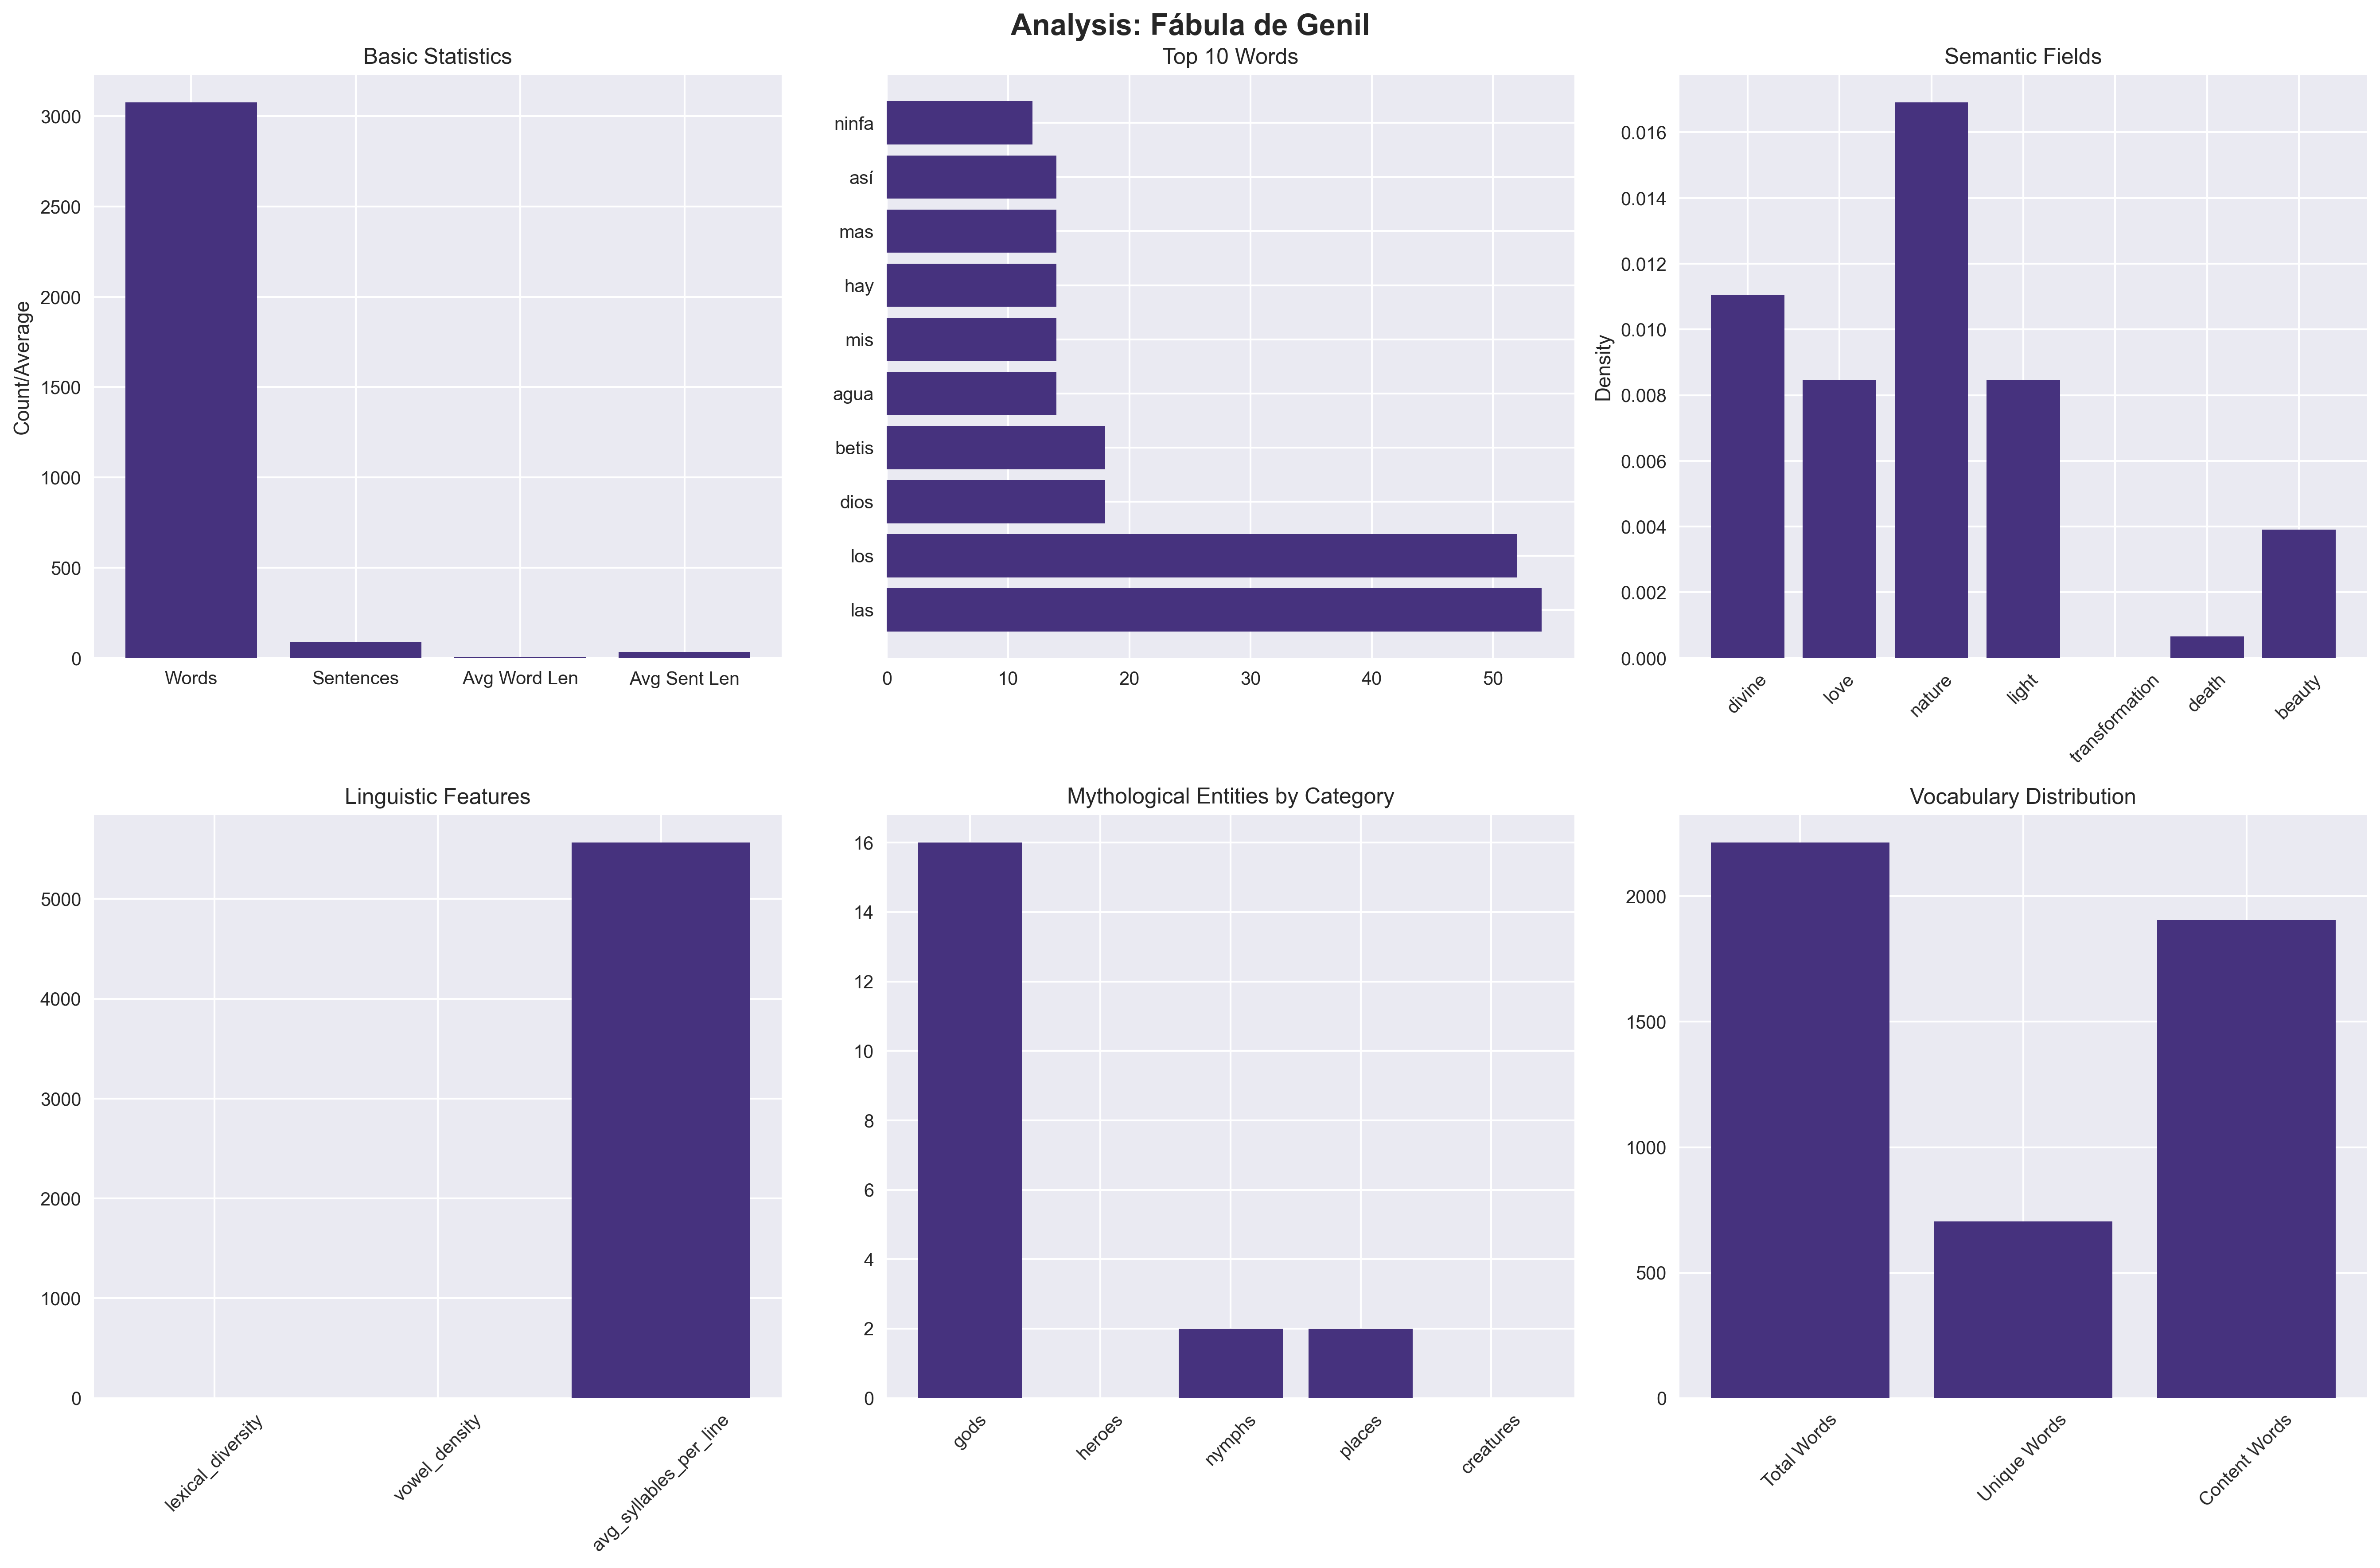 Analysis: Fábula de Genil
Basic Statistics
Count/Average
3000
2500
2000
1500
1000
500
0
Words
Sentences
Avg Word Len
Avg Sent Len
Top 10 Words
ninfa
así
mas
hay
mis
agua
betis
dios
los
las
0
10
20
30
40
50
Semantic Fields
Density
0.016
0.014
0.012
0.010
0.008
0.006
0.004
0.002
0.000
divine
love
nature
light
transformation
death
beauty
Linguistic Features
5000
4000
3000
2000
1000
0
lexical_diversity
vowel_density
avg_syllables_per_line
Mythological Entities by Category
16
14
12
10
8
6
4
2
0
gods
heroes
nymphs
places
creatures
Vocabulary Distribution
2000
1500
1000
500
0
Total Words
Unique Words
Content Words